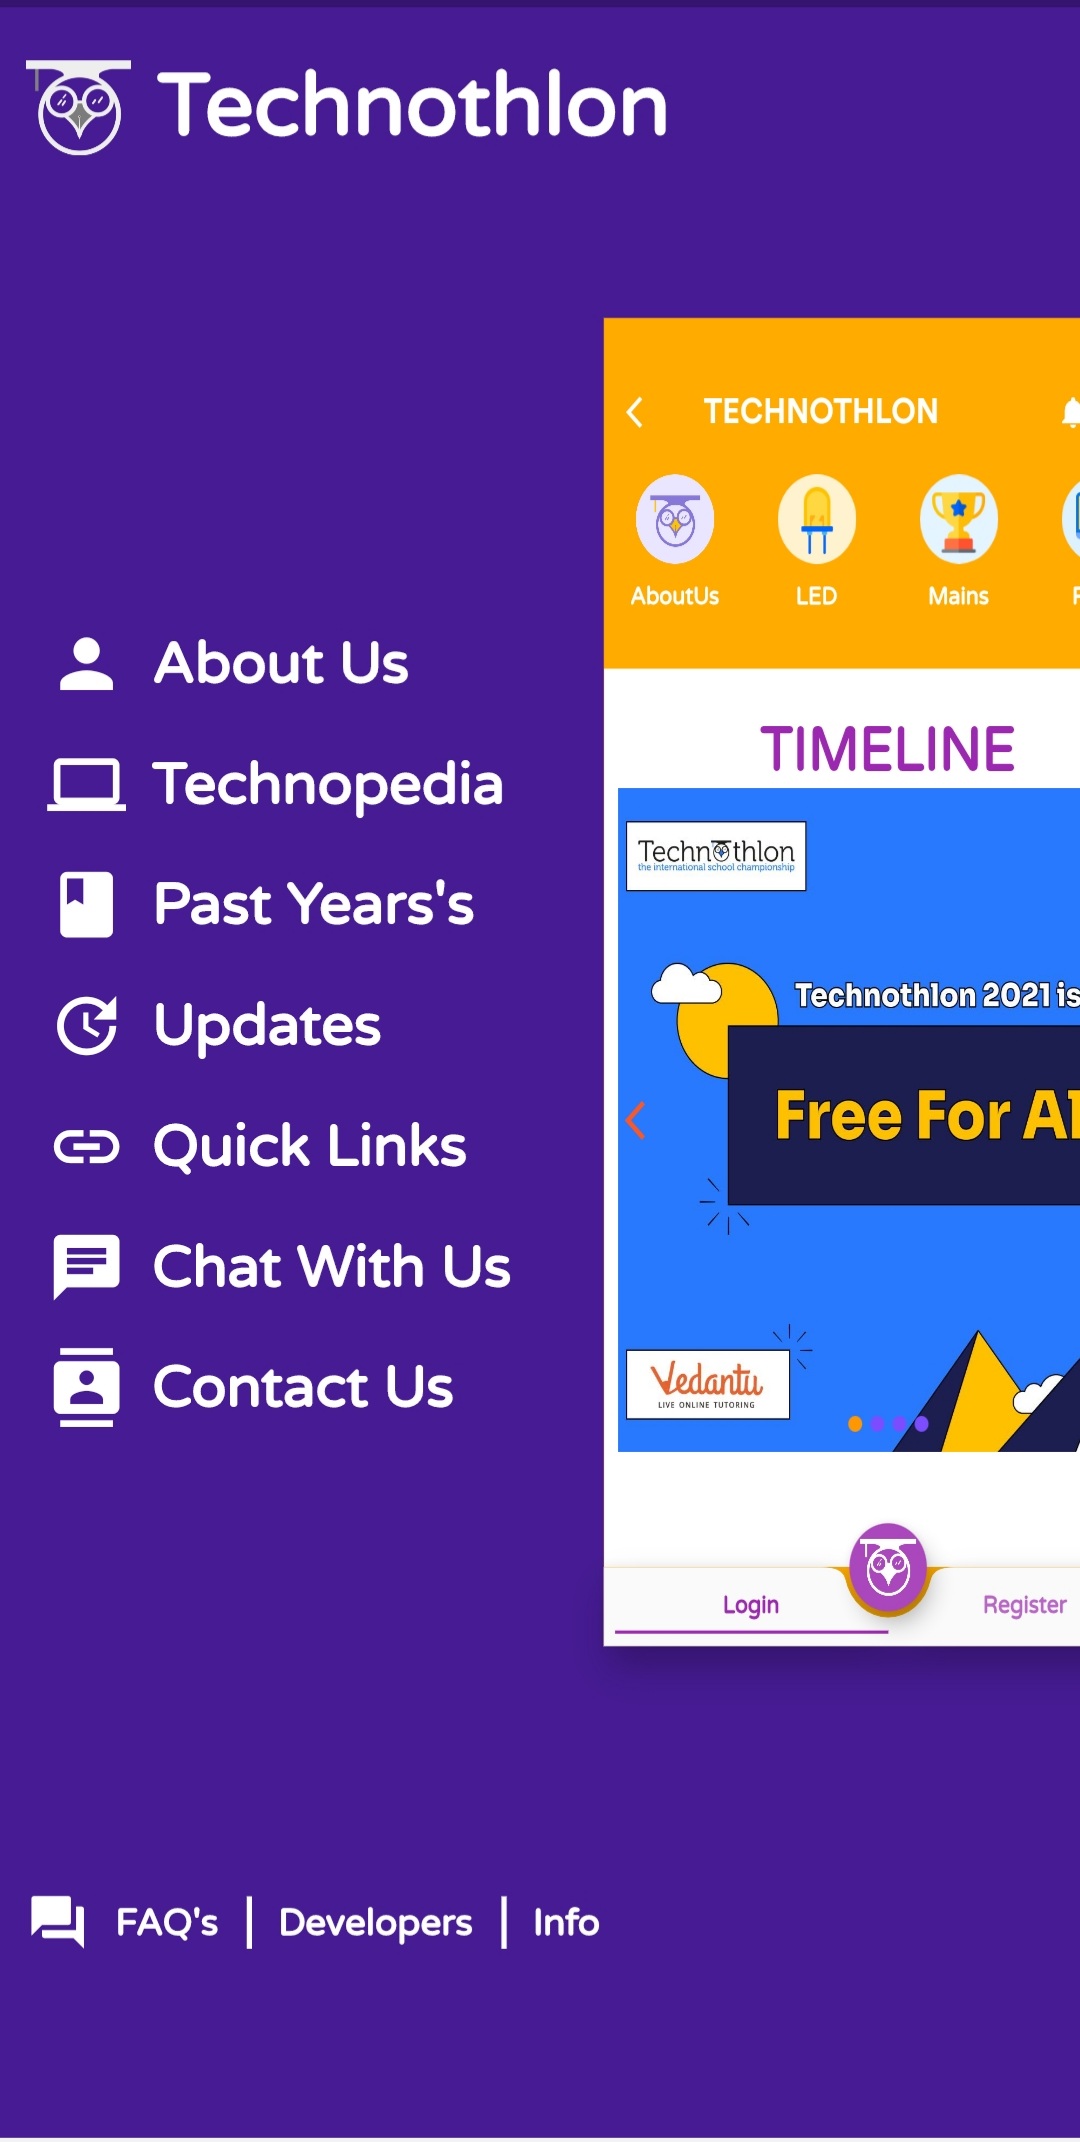 Technothlon
TECHNOTHLON
AboutUs
LED
Mains
TIMELINE
Technothlon
the international school championship
Technothlon 2021 is
Free For
Vedantu
LIVE ONLINE TUTORING
Login
Register
About Us
Technopedia
Past Years's
Updates
Quick Links
Chat With Us
Contact Us
FAQ's
Developers
Info